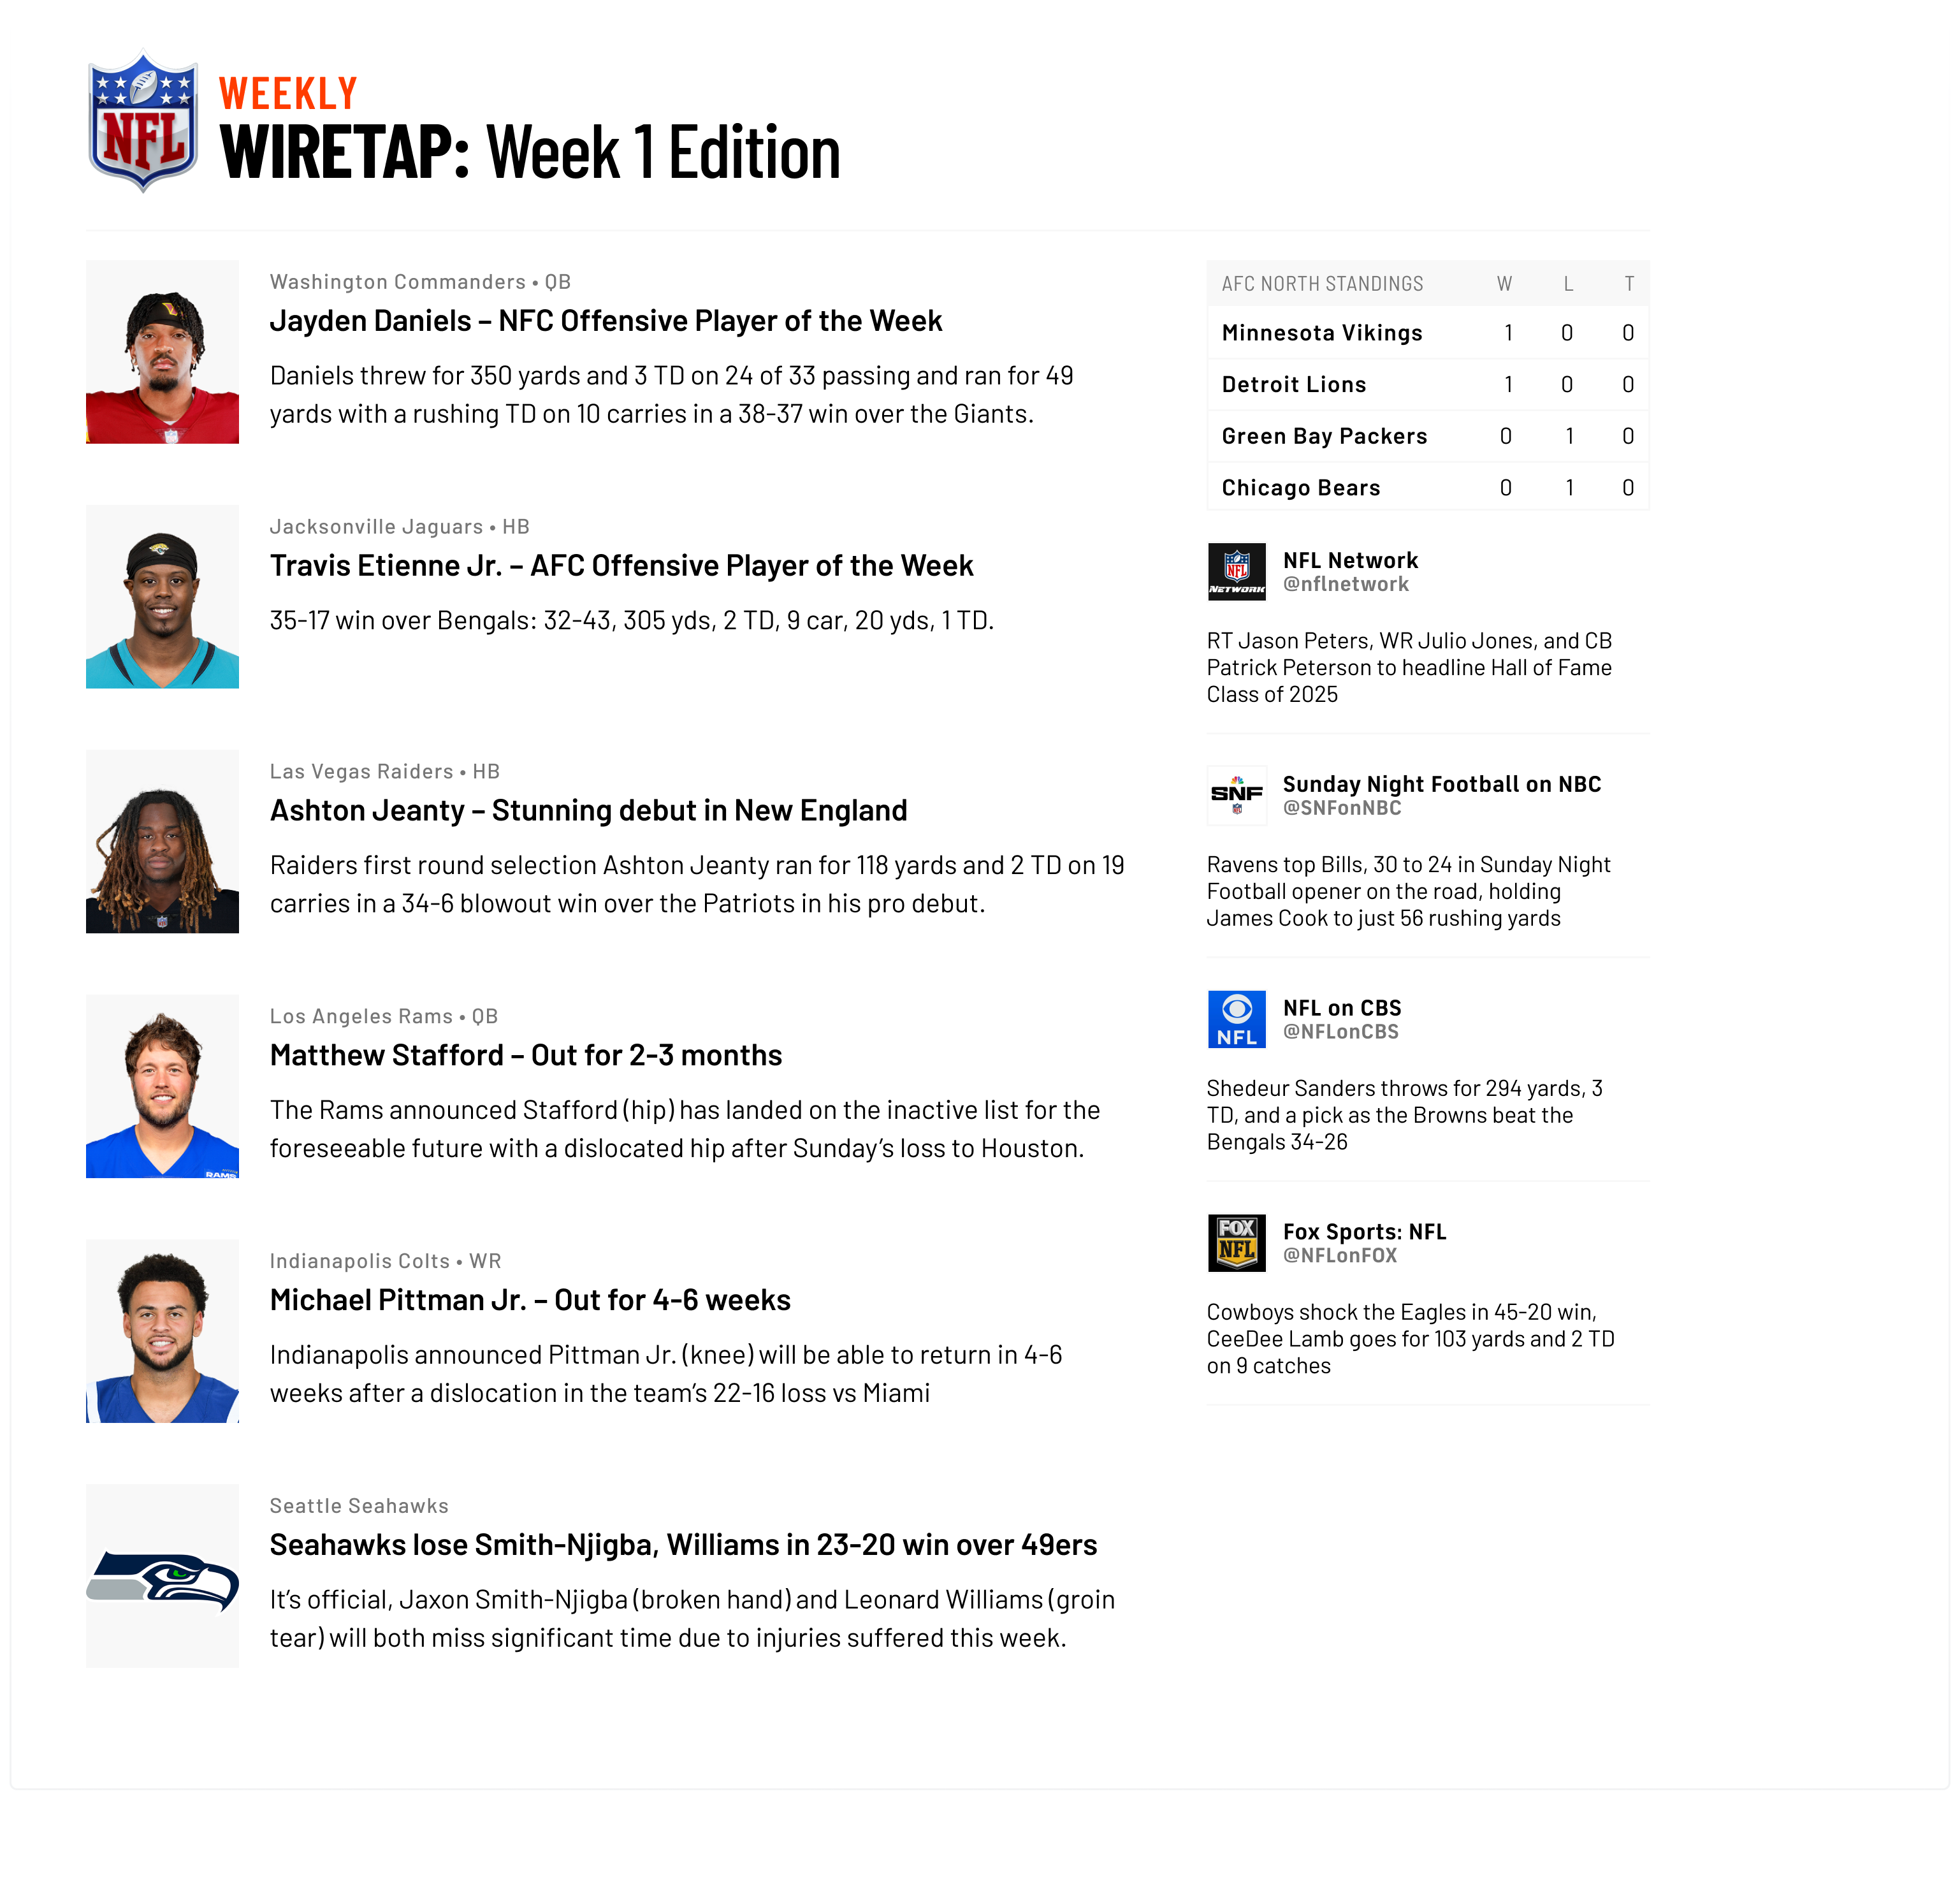 NFL
WEEKLY
WIRETAP: Week 1 Edition
Washington Commanders • QB
Jayden Daniels – NFC Offensive Player of the Week
Daniels threw for 350 yards and 3 TD on 24 of 33 passing and ran for 49
yards with a rushing TD on 10 carries in a 38-37 win over the Giants.
Jacksonville Jaguars • HB
Travis Etienne Jr. – AFC Offensive Player of the Week
35-17 win over Bengals: 32-43, 305 yds, 2 TD, 9 car, 20 yds, 1 TD.
Las Vegas Raiders • HB
Ashton Jeanty – Stunning debut in New England
Raiders first round selection Ashton Jeanty ran for 118 yards and 2 TD on 19
carries in a 34-6 blowout win over the Patriots in his pro debut.
Los Angeles Rams • QB
Matthew Stafford – Out for 2-3 months
The Rams announced Stafford (hip) has landed on the inactive list for the
foreseeable future with a dislocated hip after Sunday’s loss to Houston.
RAMS
Indianapolis Colts • WR
Michael Pittman Jr. – Out for 4-6 weeks
Indianapolis announced Pittman Jr. (knee) will be able to return in 4-6
weeks after a dislocation in the team’s 22-16 loss vs Miami
Seattle Seahawks
Seahawks lose Smith-Njigba, Williams in 23-20 win over 49ers
It’s official, Jaxon Smith-Njigba (broken hand) and Leonard Williams (groin
tear) will both miss significant time due to injuries suffered this week.
AFC NORTH STANDINGS W L T
Minnesota Vikings 1 0 0
Detroit Lions 1 0 0
Green Bay Packers 0 1 0
Chicago Bears 0 1 0
NFL
NETWORK
NFL Network
@nflnetwork
RT Jason Peters, WR Julio Jones, and CB
Patrick Peterson to headline Hall of Fame
Class of 2025
SNF
Sunday Night Football on NBC
@SNFonNBC
Ravens top Bills, 30 to 24 in Sunday Night
Football opener on the road, holding
James Cook to just 56 rushing yards
NFL
NFL on CBS
@NFLonCBS
Shedeur Sanders throws for 294 yards, 3
TD, and a pick as the Browns beat the
Bengals 34-26
FOX
NFL
Fox Sports: NFL
@NFLonFOX
Cowboys shock the Eagles in 45-20 win,
CeeDee Lamb goes for 103 yards and 2 TD
on 9 catches